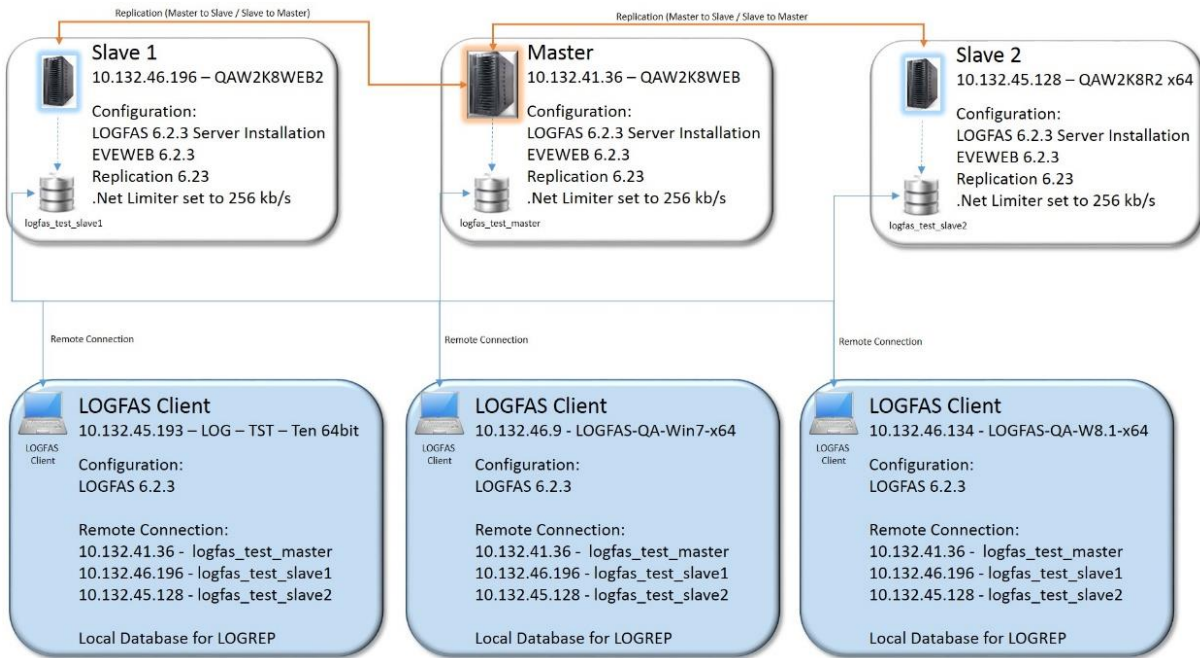 Replication (Master to Slave / Slave to Master)
Replication (Master to Slave / Slave to Master
Slave 1
10.132.46.196 – QAW2K8WEB2
Configuration:
LOGFAS 6.2.3 Server Installation
EVEWEB 6.2.3
Replication 6.23
.Net Limiter set to 256 kb/s
logfas_test_slave1
Master
10.132.41.36 – QAW2K8WEB
Configuration:
LOGFAS 6.2.3 Server Installation
EVEWEB 6.2.3
Replication 6.23
.Net Limiter set to 256 kb/s
logfas_test_master
Slave 2
10.132.45.128 – QAW2K8R2 x64
Configuration:
LOGFAS 6.2.3 Server Installation
EVEWEB 6.2.3
Replication 6.23
.Net Limiter set to 256 kb/s
logfas_test_slave2
Remote Connection
Remote Connection
Remote Connection
LOGFAS Client
10.132.45.193 – LOG – TST – Ten 64bit
LOGFAS
Client
Configuration:
LOGFAS 6.2.3
Remote Connection:
10.132.41.36 - logfas_test_master
10.132.46.196 - logfas_test_slave1
10.132.45.128 - logfas_test_slave2
Local Database for LOGREP
LOGFAS Client
10.132.46.9 - LOGFAS-QA-Win7-x64
LOGFAS
Client
Configuration:
LOGFAS 6.2.3
Remote Connection:
10.132.41.36 - logfas_test_master
10.132.46.196 - logfas_test_slave1
10.132.45.128 - logfas_test_slave2
Local Database for LOGREP
LOGFAS Client
10.132.46.134 - LOGFAS-QA-W8.1-x64
LOGFAS
Client
Configuration:
LOGFAS 6.2.3
Remote Connection:
10.132.41.36 - logfas_test_master
10.132.46.196 - logfas_test_slave1
10.132.45.128 - logfas_test_slave2
Local Database for LOGREP